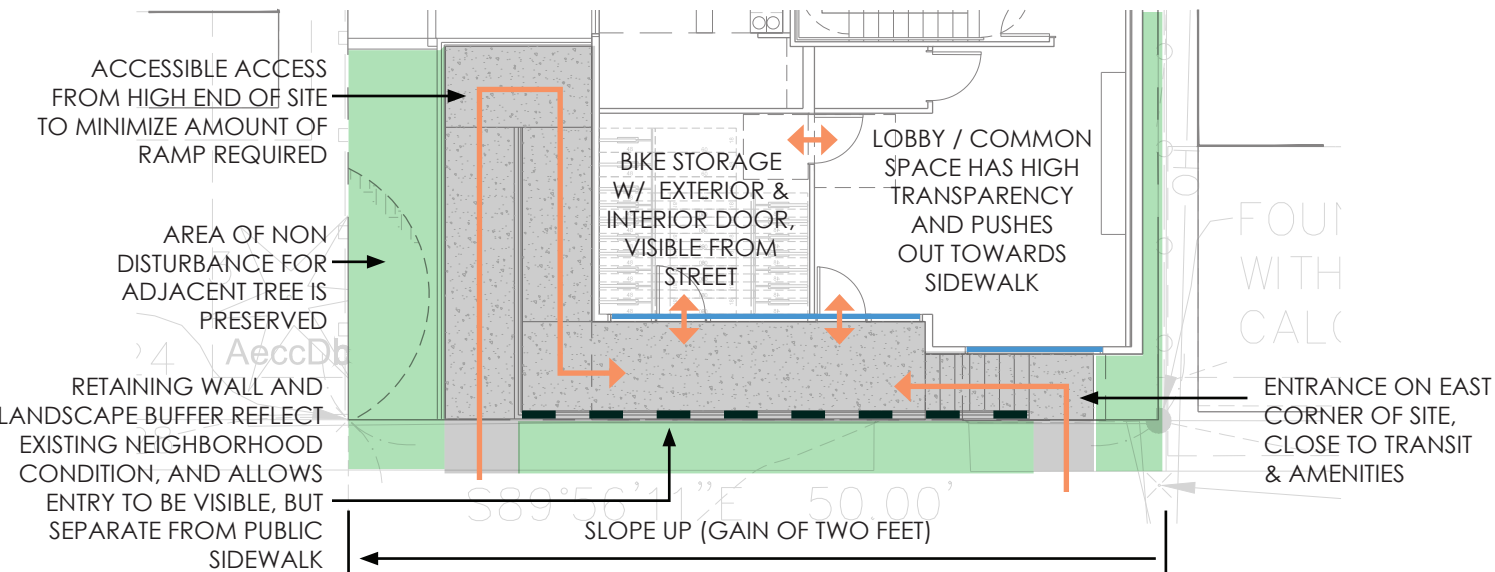 ACCESSIBLE ACCESS
FROM HIGH END OF SITE
TO MINIMIZE AMOUNT OF
RAMP REQUIRED
AREA OF NON
DISTURBANCE FOR
ADJACENT TREE IS
PRESERVED
AeccDb
RETAINING WALL AND
LANDSCAPE BUFFER REFLECT
EXISTING NEIGHBORHOOD
CONDITION, AND ALLOWS
ENTRY TO BE VISIBLE, BUT
SEPARATE FROM PUBLIC
SIDEWALK
BIKE STORAGE
W/ EXTERIOR &
INTERIOR DOOR,
VISIBLE FROM
STREET
LOBBY / COMMON
SPACE HAS HIGH
TRANSPARENCY
AND PUSHES
OUT TOWARDS
SIDEWALK
WITH
ENTRANCE ON EAST
CORNER OF SITE,
CLOSE TO TRANSIT
& AMENITIES
S89°56'11"E 50.00'
SLOPE UP (GAIN OF TWO FEET)